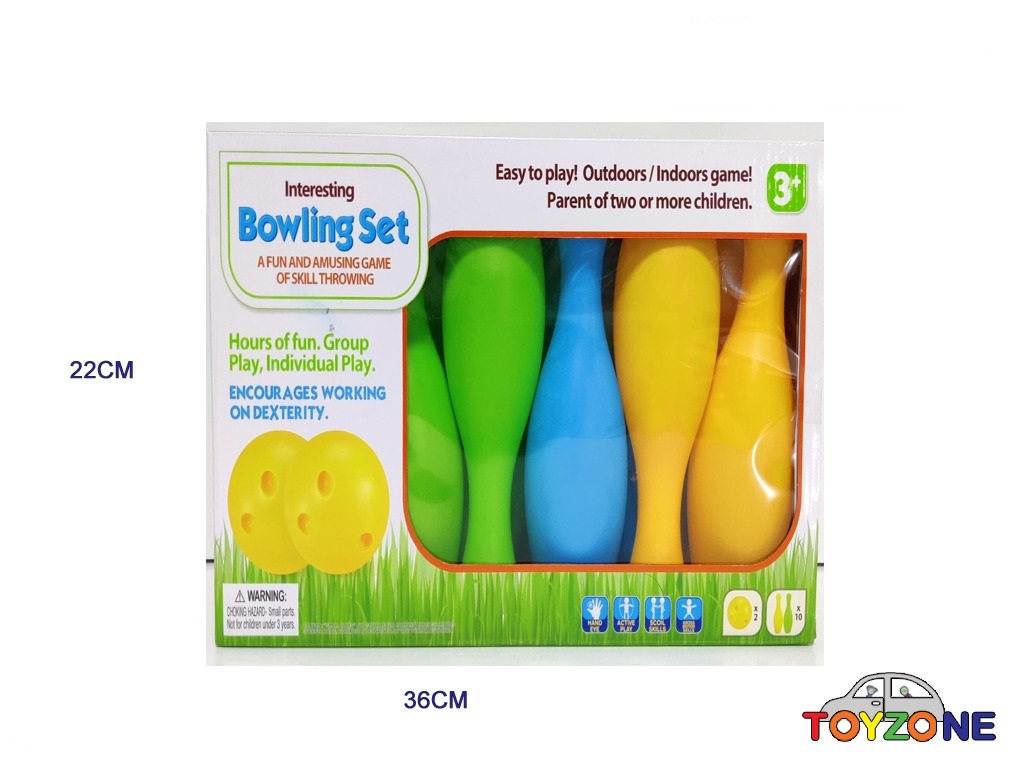 Interesting
Bowling Set
A FUN AND AMUSING GAME
OF SKILL THROWING
Easy to play! Outdoors / Indoors game!
Parent of two or more children.
3+
Hours of fun. Group
Play, Individual Play.
ENCOURAGES WORKING
ON DEXTERITY.
22CM
⚠ WARNING:
CHOKING HAZARD- Small parts.
Not for children under 3 years.
HAND
EYE
ACTIVE
PLAY
SCOIL
SKILLS
x
2
x
10
36CM
TOYZONE